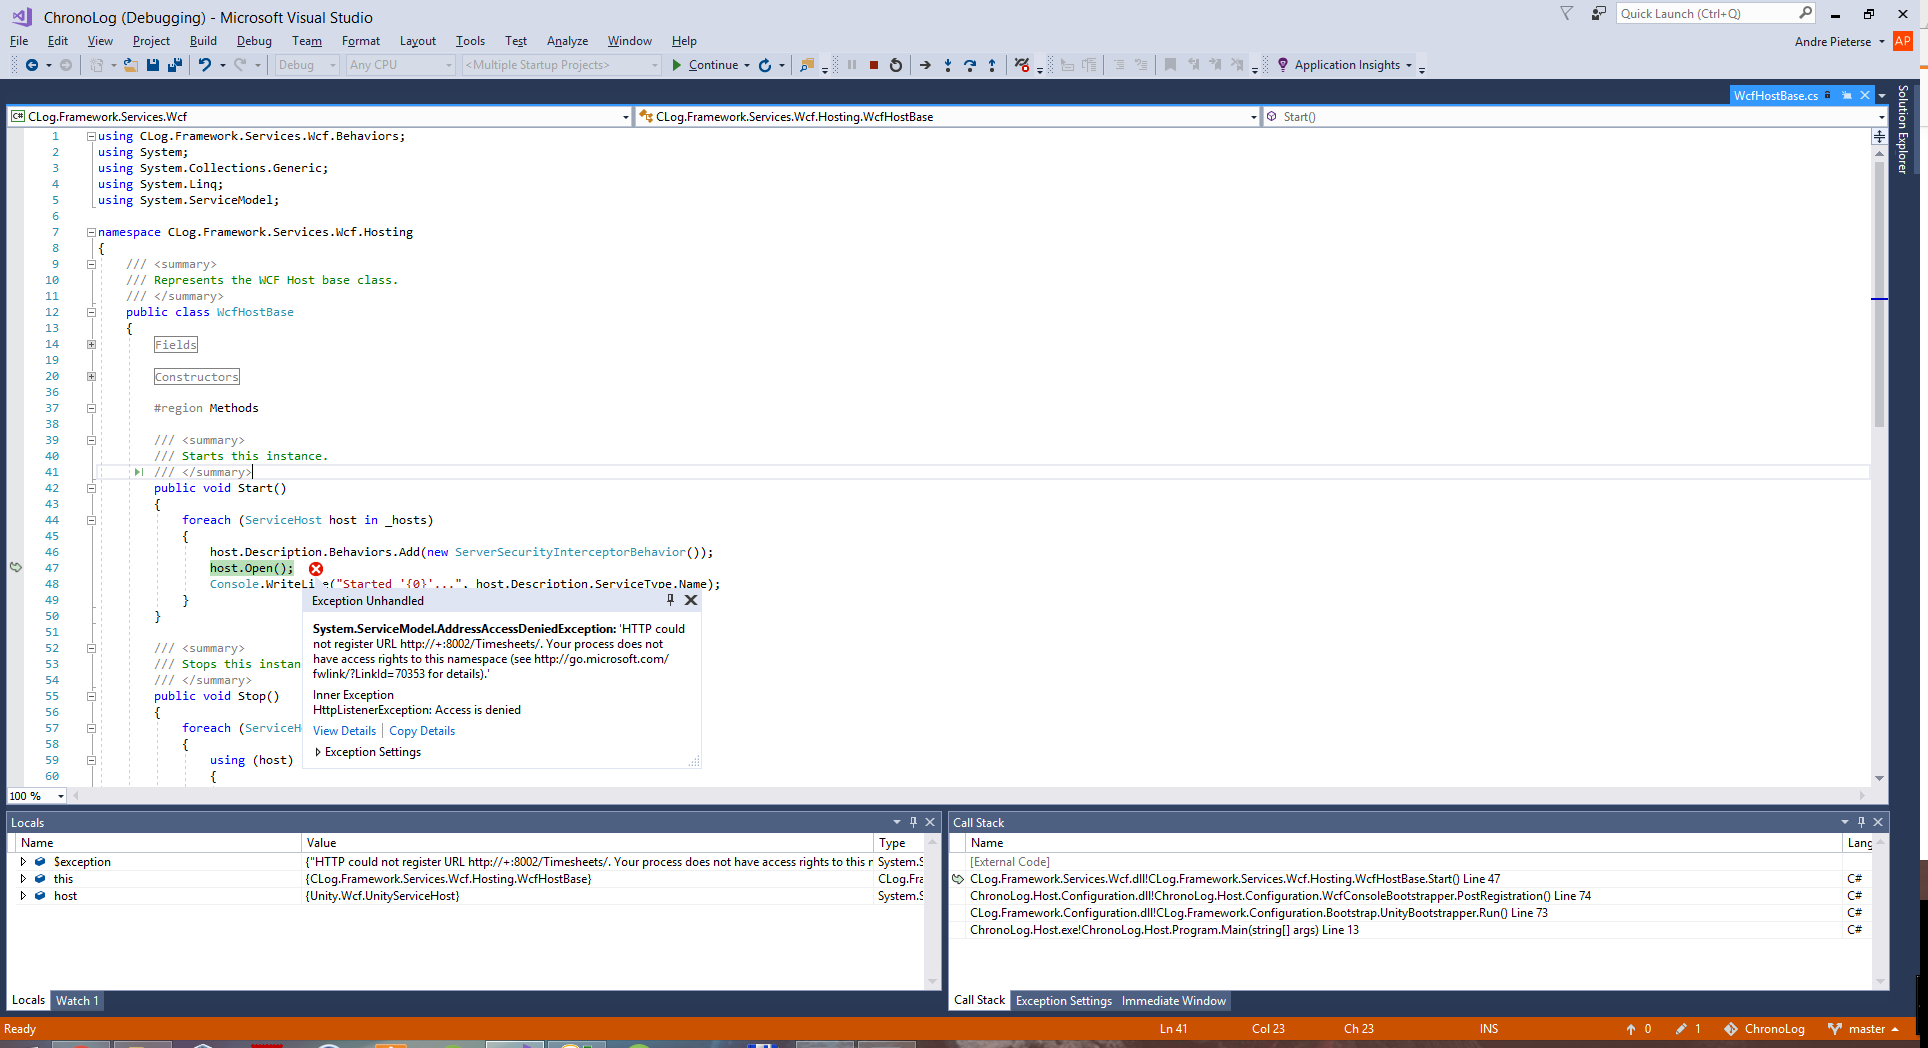 ChronoLog (Debugging) - Microsoft Visual Studio
Quick Launch (Ctrl+Q)
File Edit View Project Build Debug Team Format Layout Tools Test Analyze Window Help
Andre Pieterse AP
Debug Any CPU <Multiple Startup Projects> Continue Application Insights
WcfHostBase.cs
Solution Explorer
C# CLog.Framework.Services.Wcf CLog.Framework.Services.Wcf.Hosting.WcfHostBase Start()
1 using CLog.Framework.Services.Wcf.Behaviors;
2 using System;
3 using System.Collections.Generic;
4 using System.Linq;
5 using System.ServiceModel;
6
7 namespace CLog.Framework.Services.Wcf.Hosting
8 {
9 /// <summary>
10 /// Represents the WCF Host base class.
11 /// </summary>
12 public class WcfHostBase
13 {
14 Fields
19
20 Constructors
36
37 #region Methods
38
39 /// <summary>
40 /// Starts this instance.
41 /// </summary>
42 public void Start()
43 {
44 foreach (ServiceHost host in _hosts)
45 {
46 host.Description.Behaviors.Add(new ServerSecurityInterceptorBehavior());
47 host.Open();
48 Console.WriteLine("Started '{0}'...", host.Description.ServiceType.Name);
49 }
50 }
51
52 /// <summary>
53 /// Stops this instan
54 /// </summary>
55 public void Stop()
56 {
57 foreach (ServiceH
58 {
59 using (host)
60 {
Exception Unhandled
System.ServiceModel.AddressAccessDeniedException: 'HTTP could
not register URL http://+:8002/Timesheets/. Your process does not
have access rights to this namespace (see http://go.microsoft.com/
fwlink/?LinkId=70353 for details).'
Inner Exception
HttpListenerException: Access is denied
View Details Copy Details
Exception Settings
100 %
Locals
Name Value Type
$exception {"HTTP could not register URL http://+:8002/Timesheets/. Your process does not have access rights to this n System.S
this {CLog.Framework.Services.Wcf.Hosting.WcfHostBase} CLog.Fra
host {Unity.Wcf.UnityServiceHost} System.S
Locals Watch 1
Call Stack
Name Lang
[External Code]
CLog.Framework.Services.Wcf.dll!CLog.Framework.Services.Wcf.Hosting.WcfHostBase.Start() Line 47 C#
ChronoLog.Host.Configuration.dll!ChronoLog.Host.Configuration.WcfConsoleBootstrapper.PostRegistration() Line 74 C#
CLog.Framework.Configuration.dll!CLog.Framework.Configuration.Bootstrap.UnityBootstrapper.Run() Line 73 C#
ChronoLog.Host.exe!ChronoLog.Host.Program.Main(string[] args) Line 13 C#
Call Stack Exception Settings Immediate Window
Ready Ln 41 Col 23 Ch 23 INS 0 1 ChronoLog master